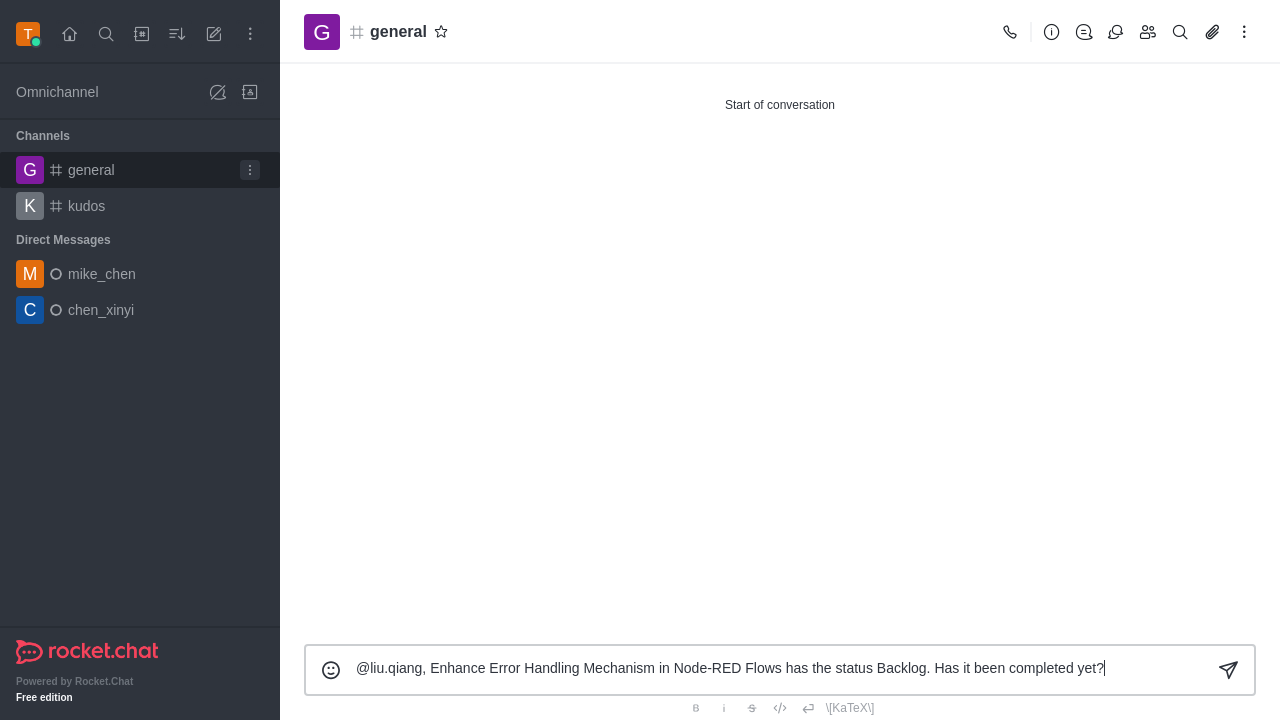 T
Omnichannel
Channels
G general
K kudos
Direct Messages
M mike_chen
C chen_xinyi
rocket.chat
Powered by Rocket.Chat
Free edition
G general
Start of conversation
@liu.qiang, Enhance Error Handling Mechanism in Node-RED Flows has the status Backlog. Has it been completed yet?
B i S \[KaTeX\]